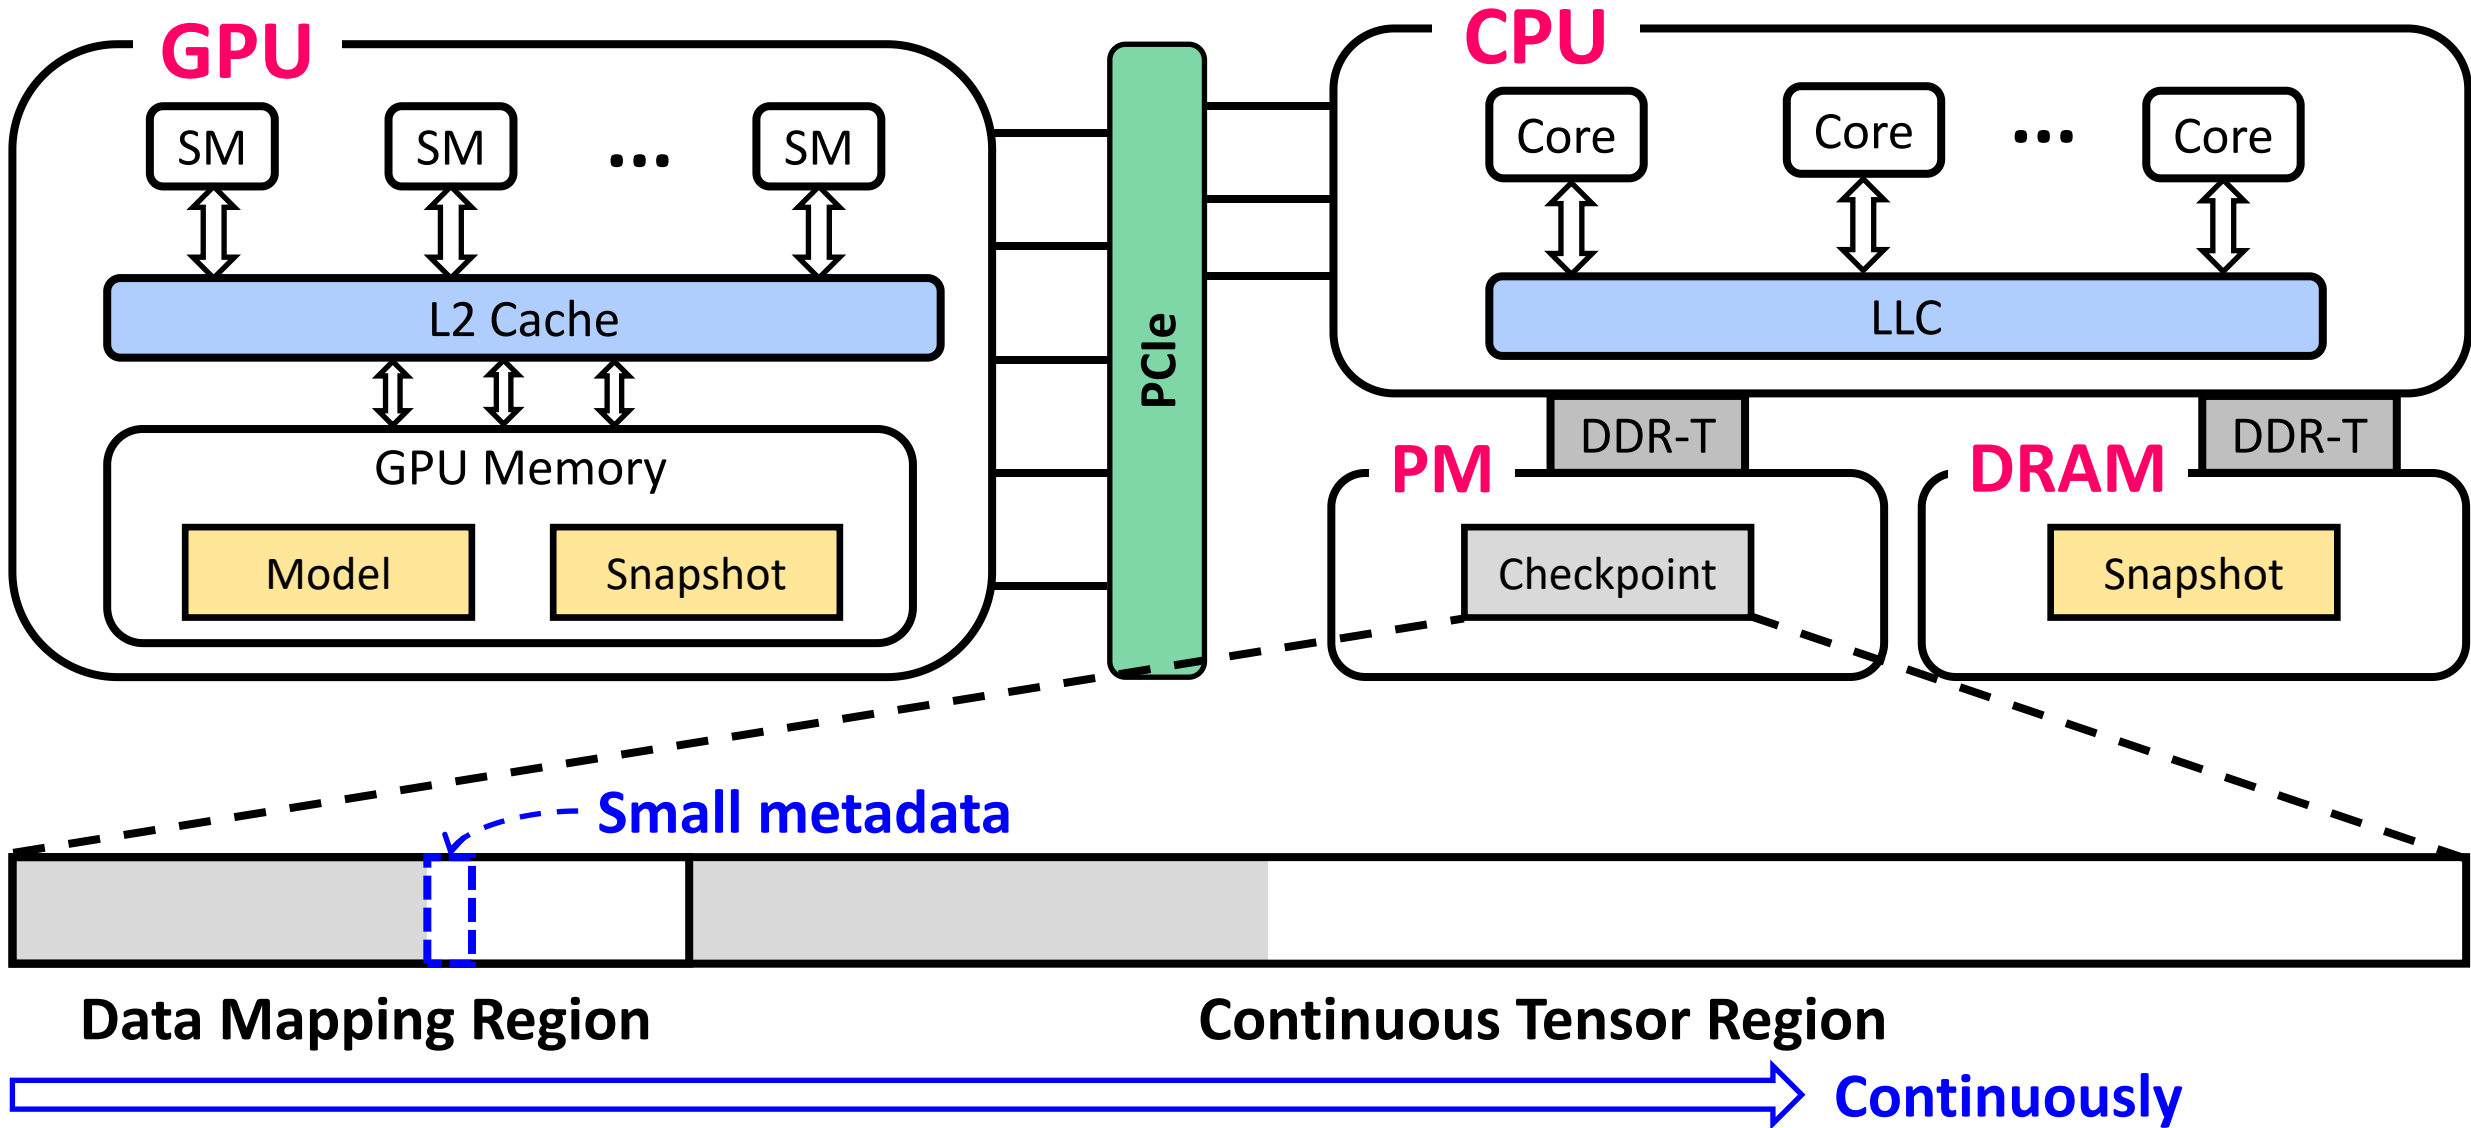 GPU
SM
SM
...
SM
L2 Cache
GPU Memory
Model
Snapshot
PCIe
CPU
Core
Core
...
Core
LLC
DDR-T
DDR-T
PM
Checkpoint
DRAM
Snapshot
Small metadata
Data Mapping Region
Continuous Tensor Region
Continuously